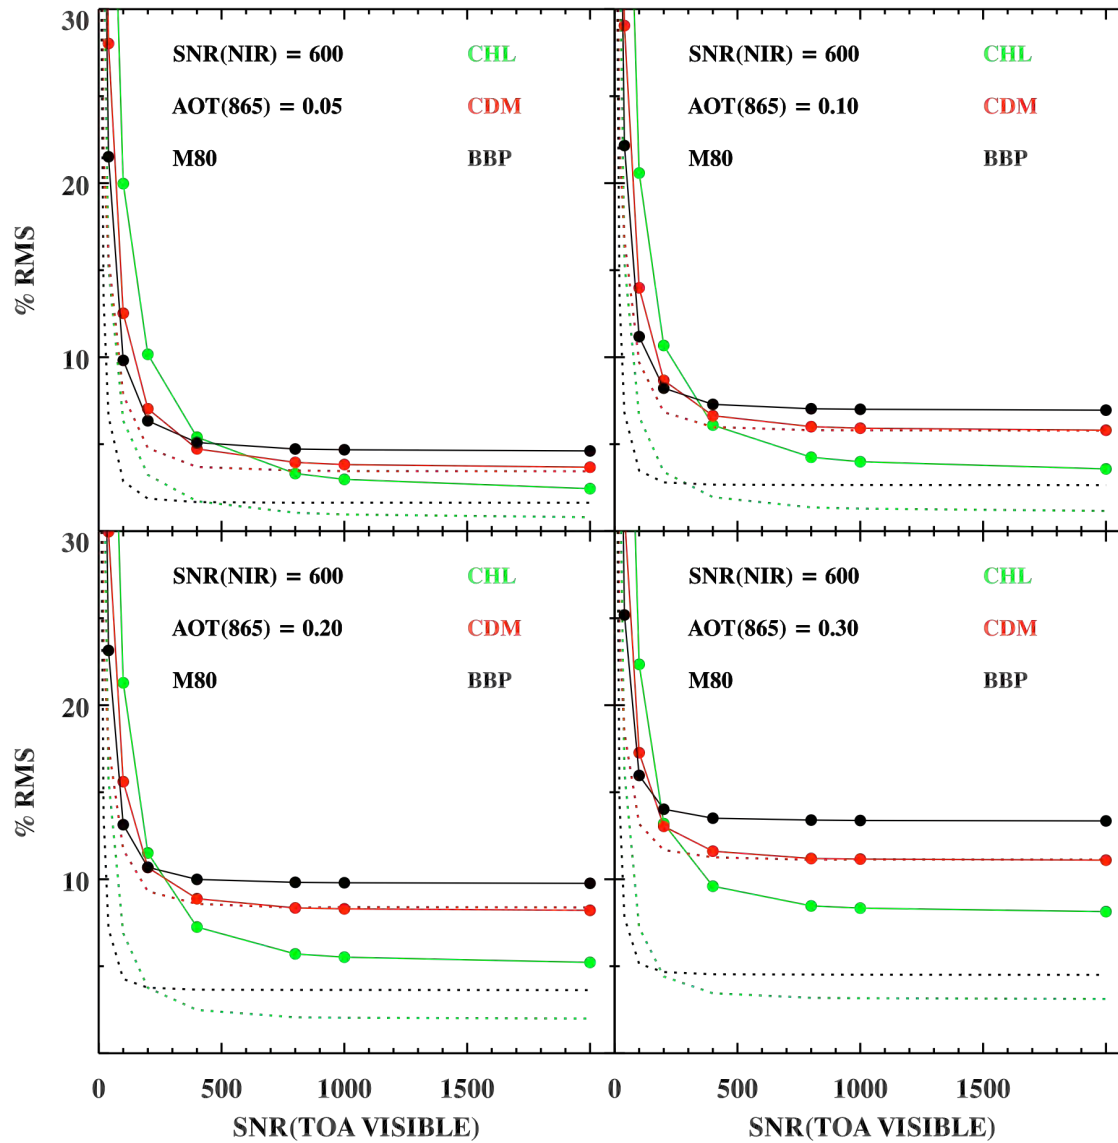 30
20
10
% RMS
SNR(NIR) = 600 CHL
AOT(865) = 0.05 CDM
M80 BBP
SNR(NIR) = 600 CHL
AOT(865) = 0.10 CDM
M80 BBP
30
20
10
0
% RMS
SNR(NIR) = 600 CHL
AOT(865) = 0.20 CDM
M80 BBP
SNR(NIR) = 600 CHL
AOT(865) = 0.30 CDM
M80 BBP
500 1000 1500
0 500 1000 1500
SNR(TOA VISIBLE) SNR(TOA VISIBLE)